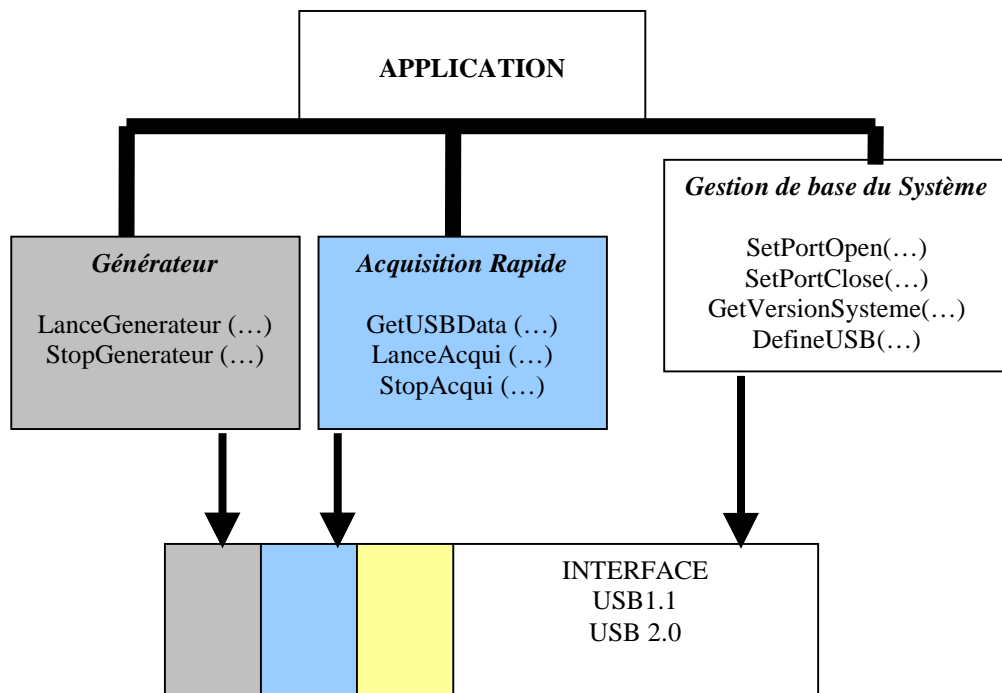 APPLICATION
Gestion de base du Système
SetPortOpen(…)
SetPortClose(…)
GetVersionSysteme(…)
DefineUSB(…)
Générateur
LanceGenerateur (…)
StopGenerateur (…)
Acquisition Rapide
GetUSBData (…)
LanceAcqui (…)
StopAcqui (…)
INTERFACE
USB1.1
USB 2.0